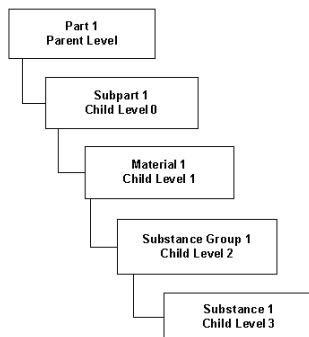 Part 1
Parent Level
Subpart 1
Child Level 0
Material 1
Child Level 1
Substance Group 1
Child Level 2
Substance 1
Child Level 3